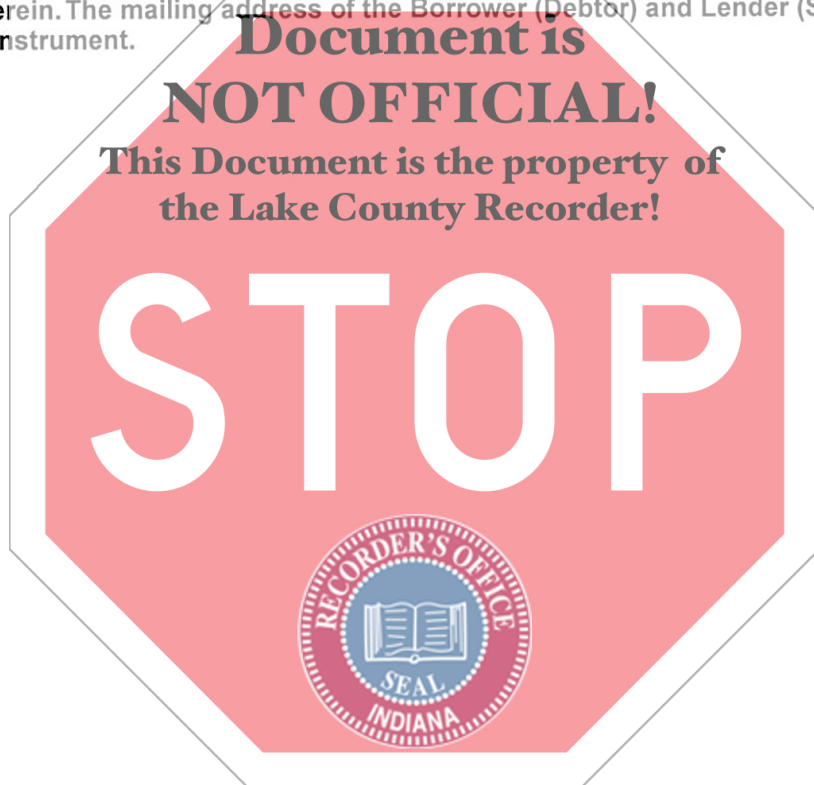 erein. The mailing address of the Borrower (Debtor) and Lender (S
nstrument.
Document is
NOT OFFICIAL!
This Document is the property of
the Lake County Recorder!
STOP
RECORDER'S OFFICE
SEAL
INDIANA